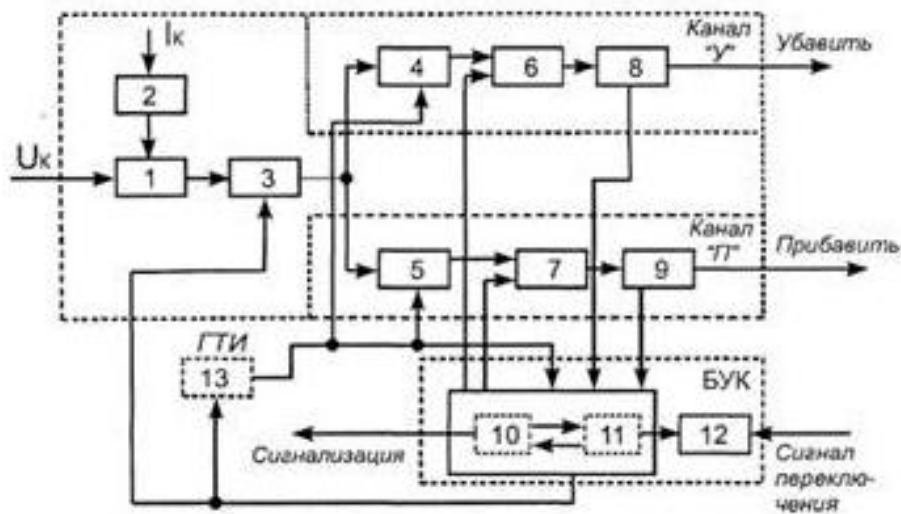 Iк
Канал
"У"
Убавить
2
4
6
8
Uк
1
3
Канал
"П"
Прибавить
5
7
9
ГТИ
13
БУК
10
11
12
Сигнализация
Сигнал
переклю-
чения